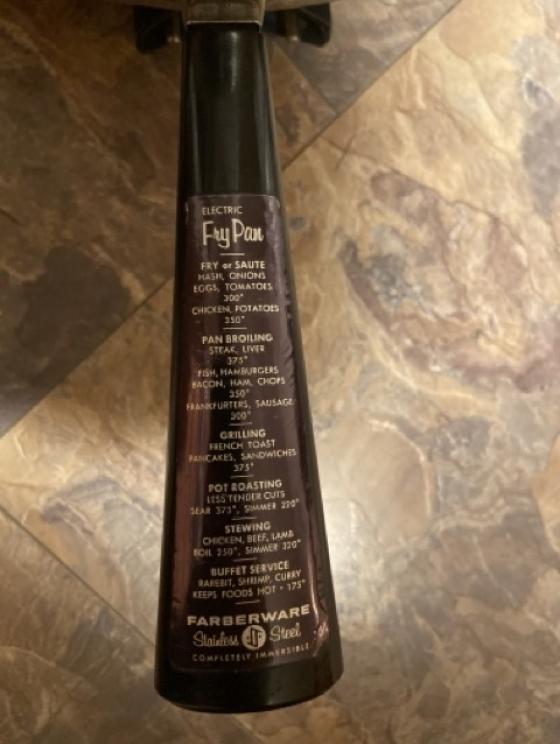 ELECTRIC
Fry Pan
FRY or SAUTE
HASH, ONIONS
EGGS, TOMATOES
300°
CHICKEN, POTATOES
350°
PAN BROILING
STEAK, LIVER
375°
FISH, HAMBURGERS
BACON, HAM, CHOPS
350°
FRANKFURTERS, SAUSAGE
300°
GRILLING
FRENCH TOAST
PANCAKES, SANDWICHES
375°
POT ROASTING
LESS TENDER CUTS
SEAR 375°, SIMMER 220°
STEWING
CHICKEN, BEEF, LAMB
BOIL 250°, SIMMER 220°
BUFFET SERVICE
RAREBIT, SHRIMP, CURRY
KEEPS FOODS HOT • 175°
FARBERWARE
Stainless Steel
COMPLETELY IMMERSIBLE